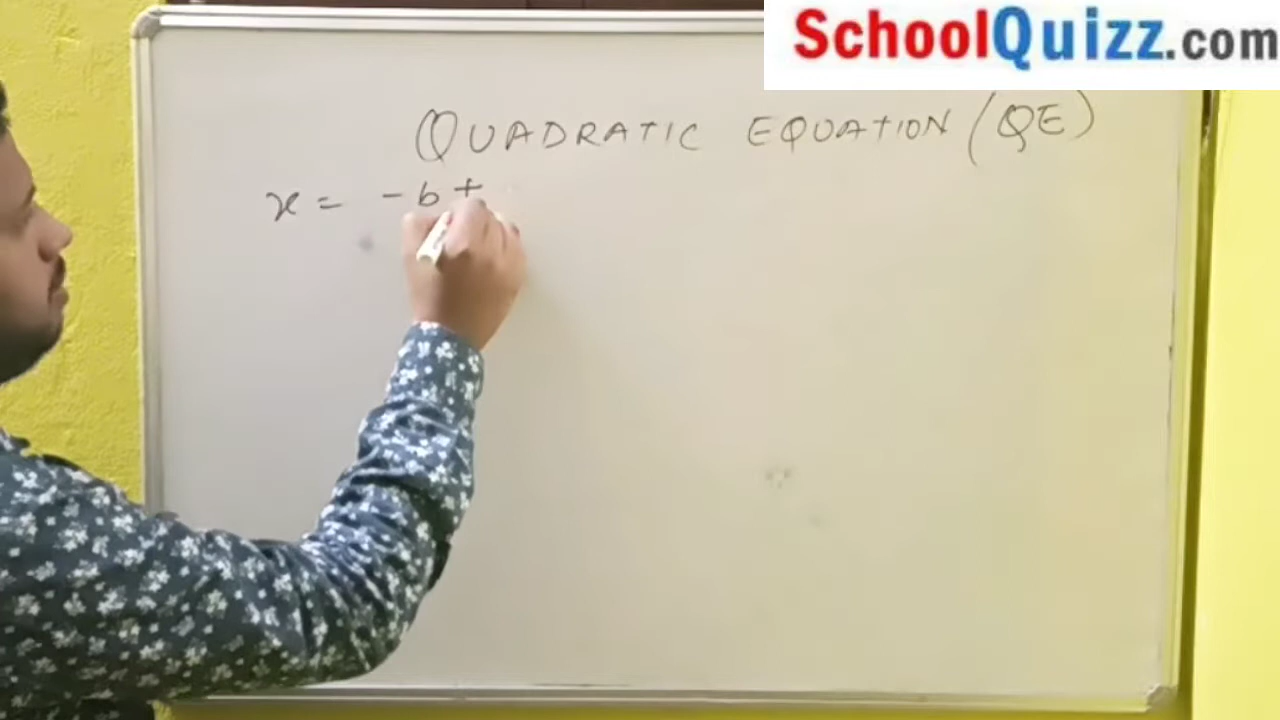 SchoolQuizz.com
QUADRATIC EQUATION (QE)
x = -b +